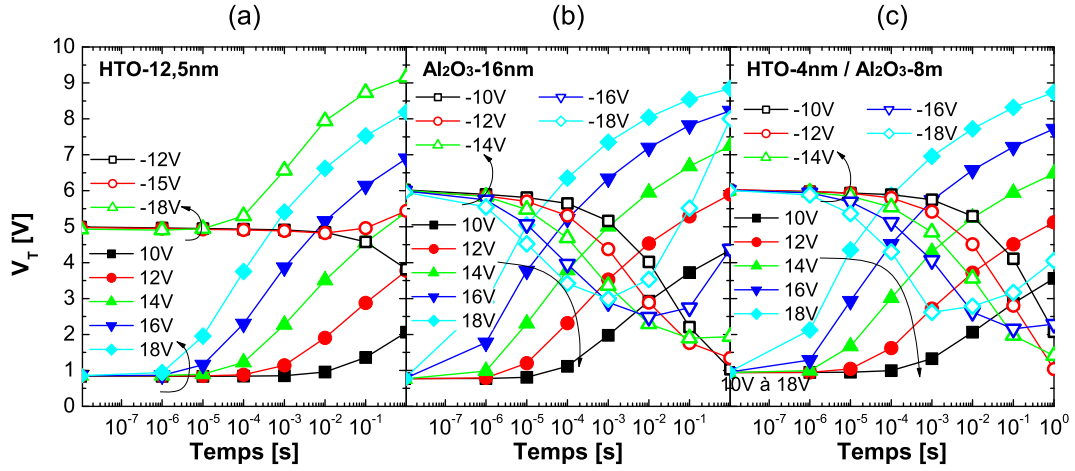 (a) (b) (c)
10
9
8
7
6
5
4
3
2
1
0
V_T [V]
HTO-12,5nm
-12V
-15V
-18V
10V
12V
14V
16V
18V
10⁻⁷ 10⁻⁶ 10⁻⁵ 10⁻⁴ 10⁻³ 10⁻² 10⁻¹
Temps [s]
Al₂O₃-16nm
-10V -16V
-12V -18V
-14V
10V
12V
14V
16V
18V
10⁻⁷ 10⁻⁶ 10⁻⁵ 10⁻⁴ 10⁻³ 10⁻² 10⁻¹
Temps [s]
HTO-4nm / Al₂O₃-8m
-10V -16V
-12V -18V
-14V
10V
12V
14V
16V
18V
10V à 18V
10⁻⁷ 10⁻⁶ 10⁻⁵ 10⁻⁴ 10⁻³ 10⁻² 10⁻¹ 10⁰
Temps [s]